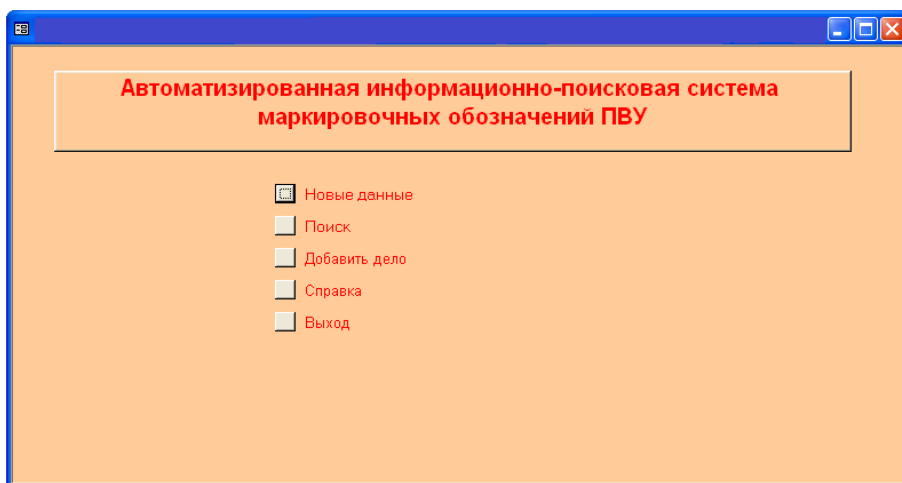 Автоматизированная информационно-поисковая система
маркировочных обозначений ПВУ
Новые данные
Поиск
Добавить дело
Справка
Выход